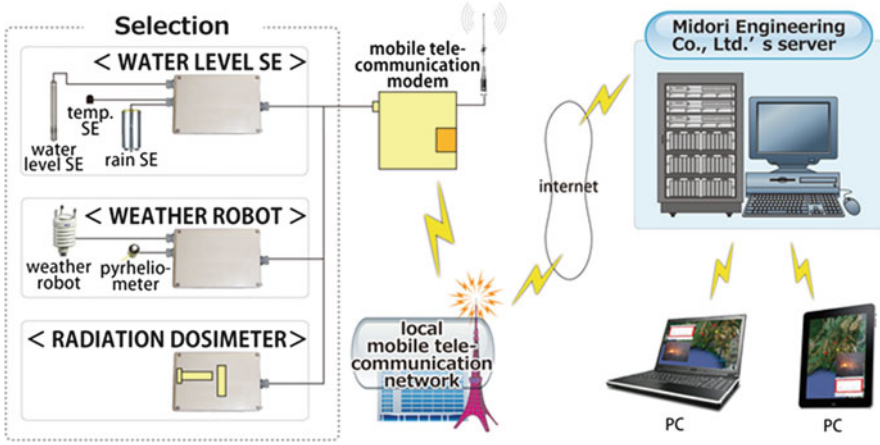 Selection
< WATER LEVEL SE >
temp.
SE
water
level SE
rain SE
< WEATHER ROBOT >
weather
robot
pyrhelio-
meter
< RADIATION DOSIMETER>
mobile tele-
communication
modem
local
mobile tele-
communication
network
internet
Midori Engineering
Co., Ltd.’s server
PC
PC